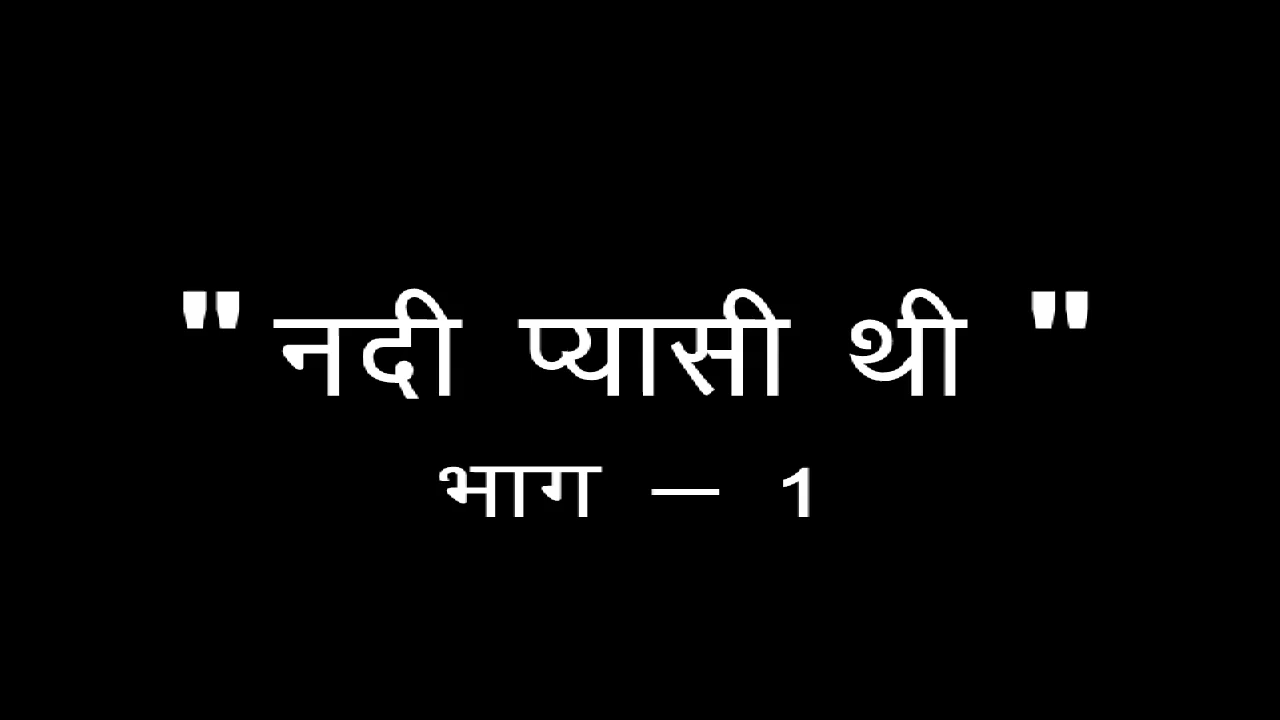 " नदी प्यासी थी "
भाग – 1